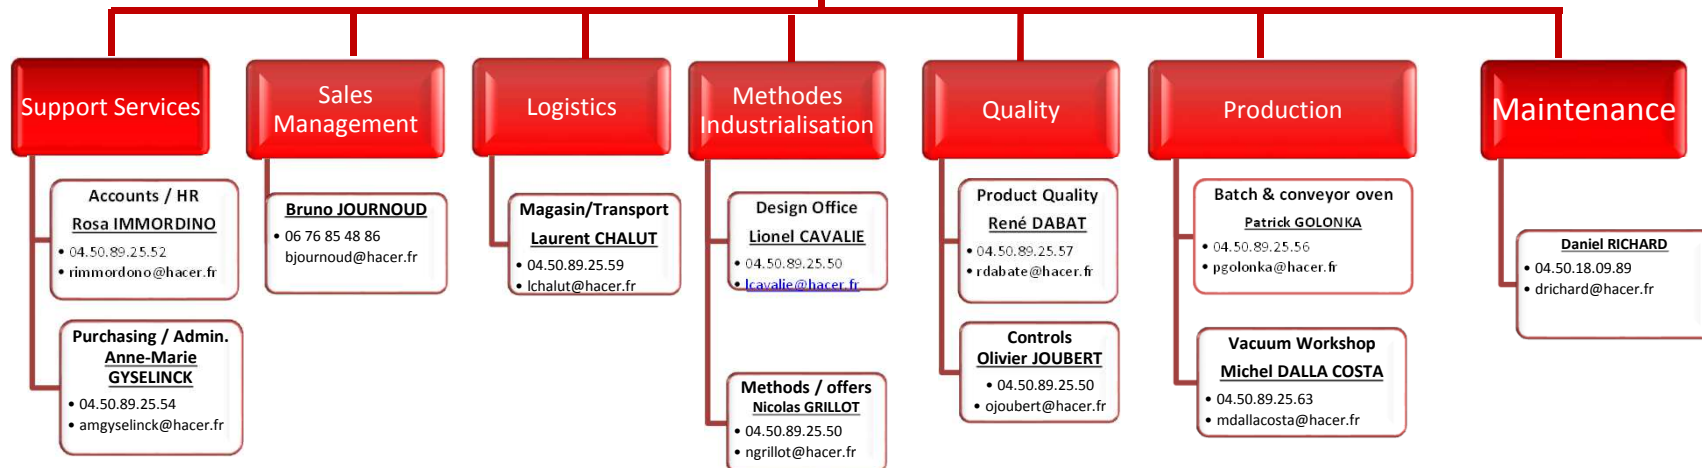 Support Services
Accounts / HR
Rosa IMMORDINO
• 04.50.89.25.52
• rimmordono@hacer.fr
Purchasing / Admin.
Anne-Marie
GYSELINCK
• 04.50.89.25.54
• amgyselinck@hacer.fr
Sales
Management
Bruno JOURNOUD
• 06 76 85 48 86
bjournoud@hacer.fr
Logistics
Magasin/Transport
Laurent CHALUT
• 04.50.89.25.59
• lchalut@hacer.fr
Methodes
Industrialisation
Design Office
Lionel CAVALIE
• 04.50.89.25.50
• lcavalie@hacer.fr
Methods / offers
Nicolas GRILLOT
• 04.50.89.25.50
• ngrillot@hacer.fr
Quality
Product Quality
René DABAT
• 04.50.89.25.57
• rdabate@hacer.fr
Controls
Olivier JOUBERT
• 04.50.89.25.50
• ojoubert@hacer.fr
Production
Batch & conveyor oven
Patrick GOLONKA
• 04.50.89.25.56
• pgolonka@hacer.fr
Vacuum Workshop
Michel DALLA COSTA
• 04.50.89.25.63
• mdallacosta@hacer.fr
Maintenance
Daniel RICHARD
• 04.50.18.09.89
• drichard@hacer.fr